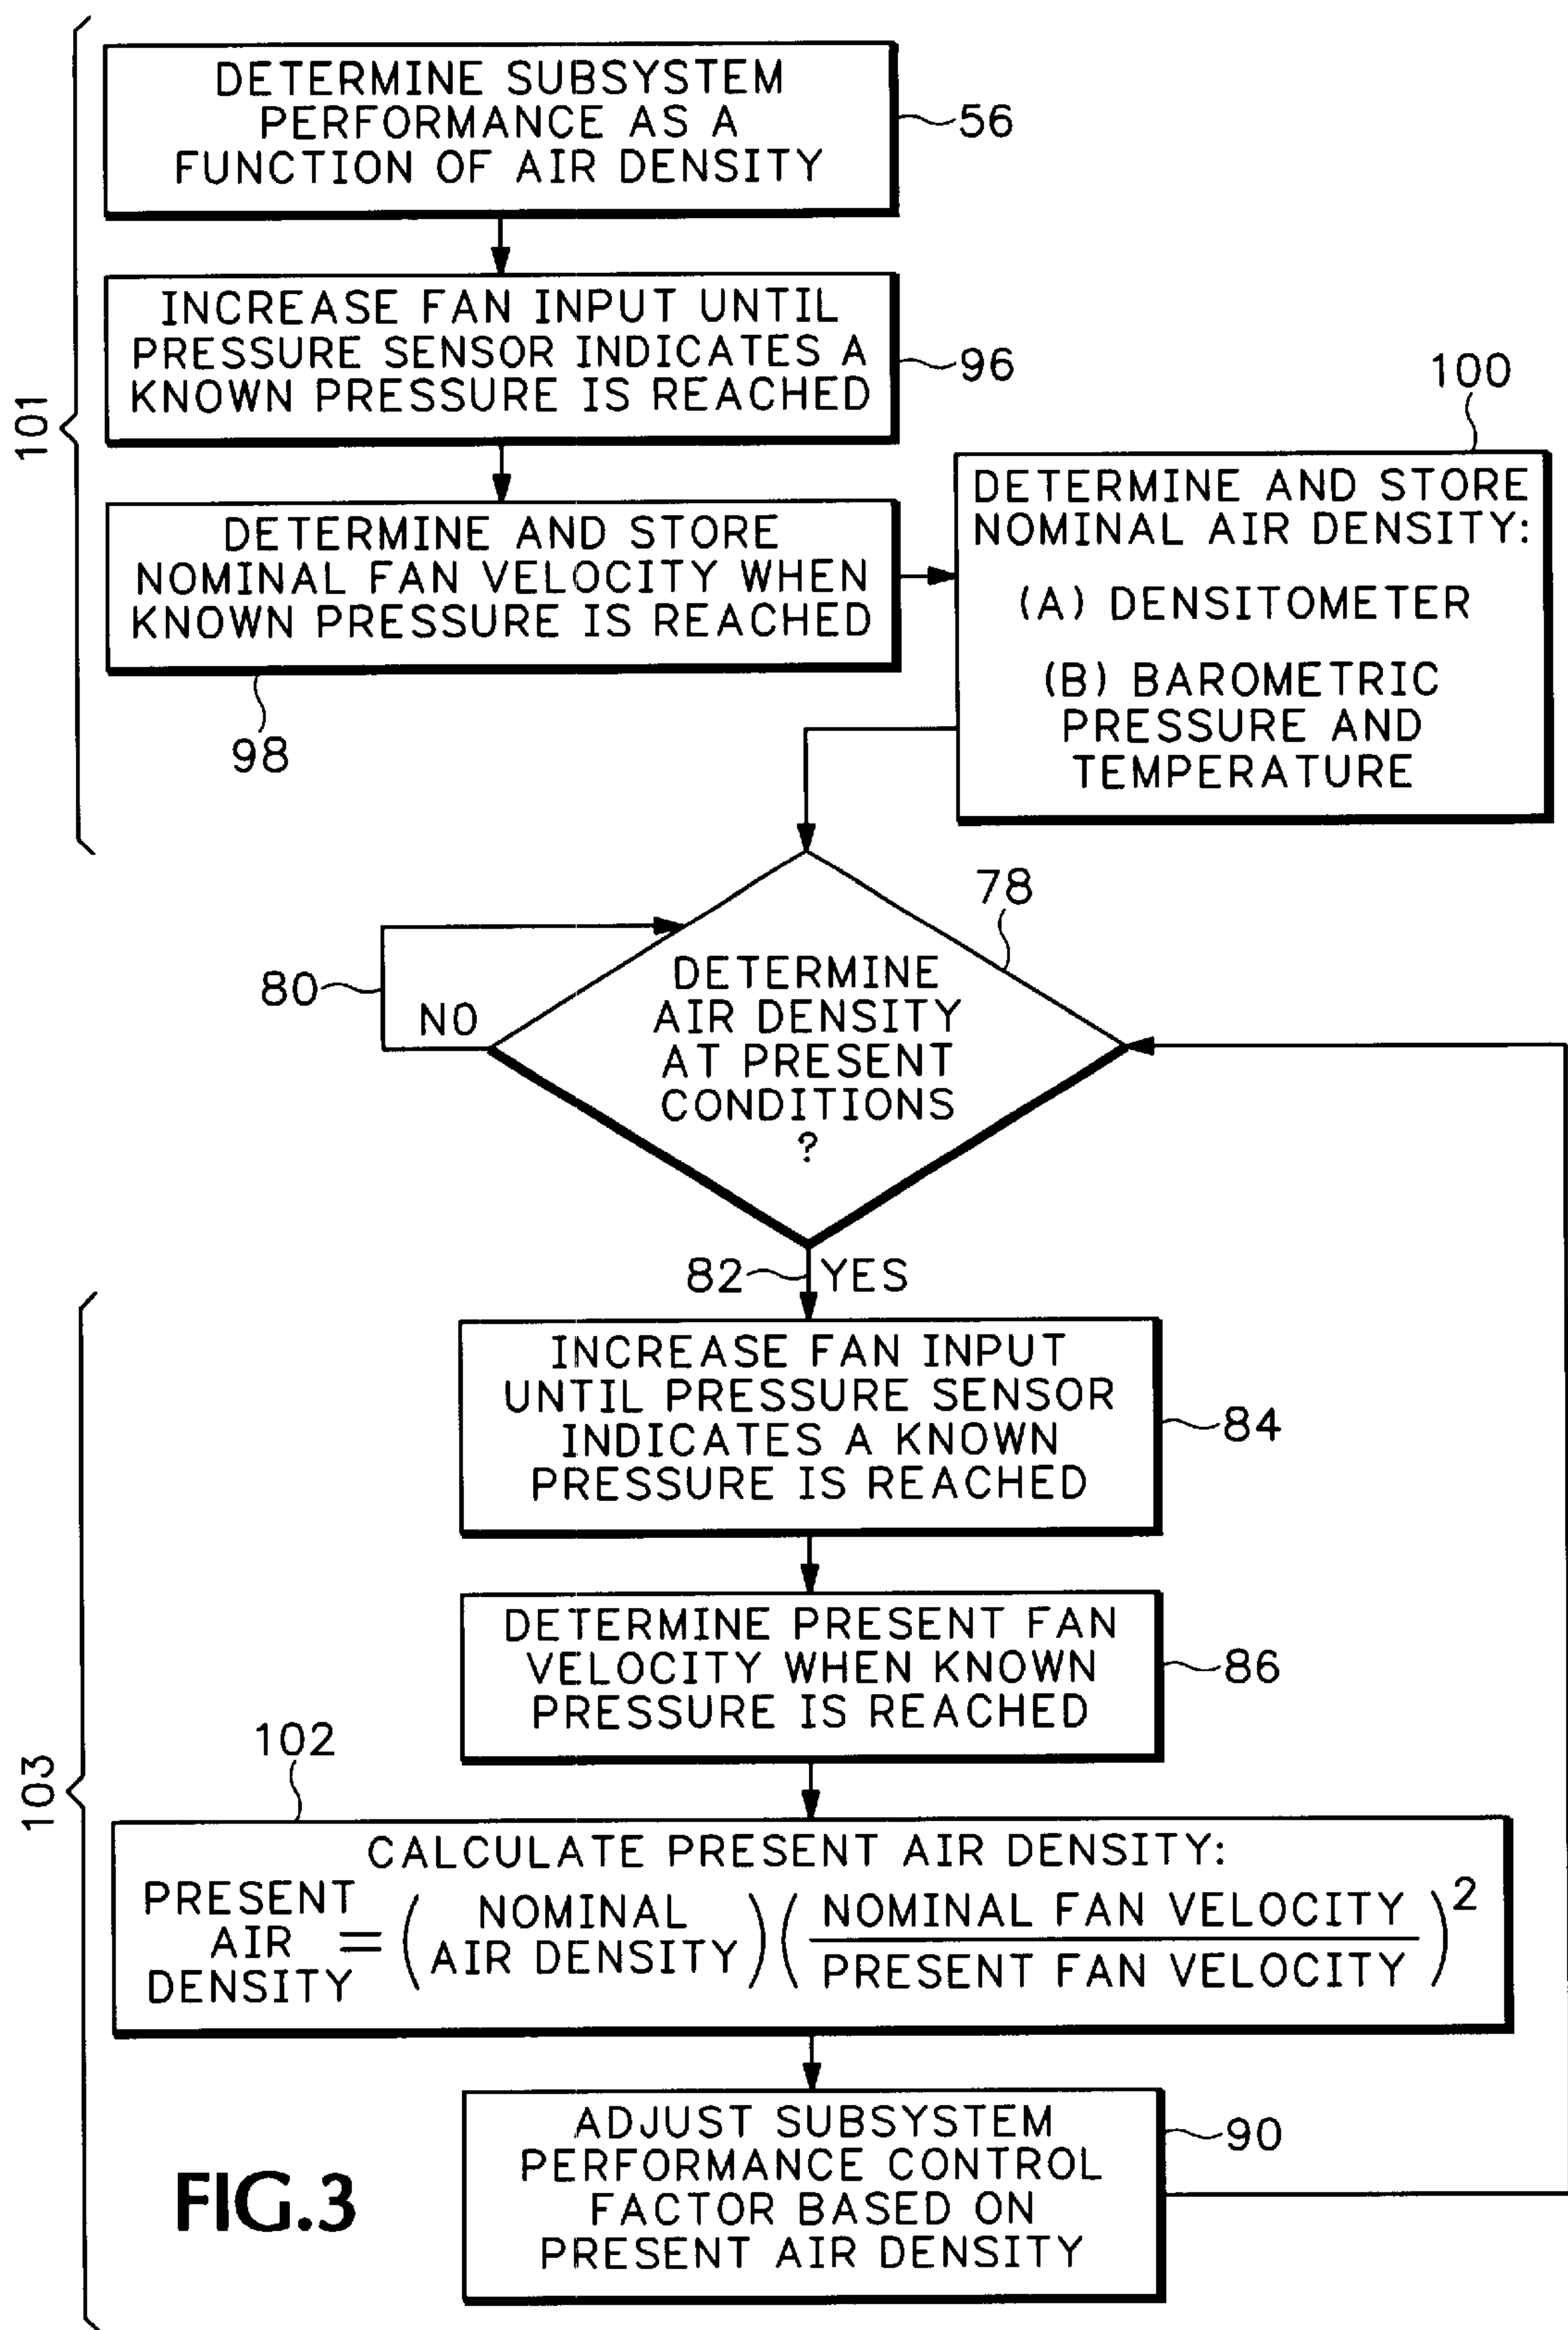 DETERMINE SUBSYSTEM
PERFORMANCE AS A
FUNCTION OF AIR DENSITY
56
INCREASE FAN INPUT UNTIL
PRESSURE SENSOR INDICATES A
KNOWN PRESSURE IS REACHED
96
101
DETERMINE AND STORE
NOMINAL FAN VELOCITY WHEN
KNOWN PRESSURE IS REACHED
98
100
DETERMINE AND STORE
NOMINAL AIR DENSITY:
(A) DENSITOMETER
(B) BAROMETRIC
PRESSURE AND
TEMPERATURE
78
DETERMINE
AIR DENSITY
AT PRESENT
CONDITIONS
?
80
NO
82
YES
INCREASE FAN INPUT
UNTIL PRESSURE SENSOR
INDICATES A KNOWN
PRESSURE IS REACHED
84
DETERMINE PRESENT FAN
VELOCITY WHEN KNOWN
PRESSURE IS REACHED
86
103
102
CALCULATE PRESENT AIR DENSITY:
PRESENT
AIR
DENSITY
=
(NOMINAL
AIR DENSITY)
(NOMINAL FAN VELOCITY
PRESENT FAN VELOCITY)2
ADJUST SUBSYSTEM
PERFORMANCE CONTROL
FACTOR BASED ON
PRESENT AIR DENSITY
90
FIG.3